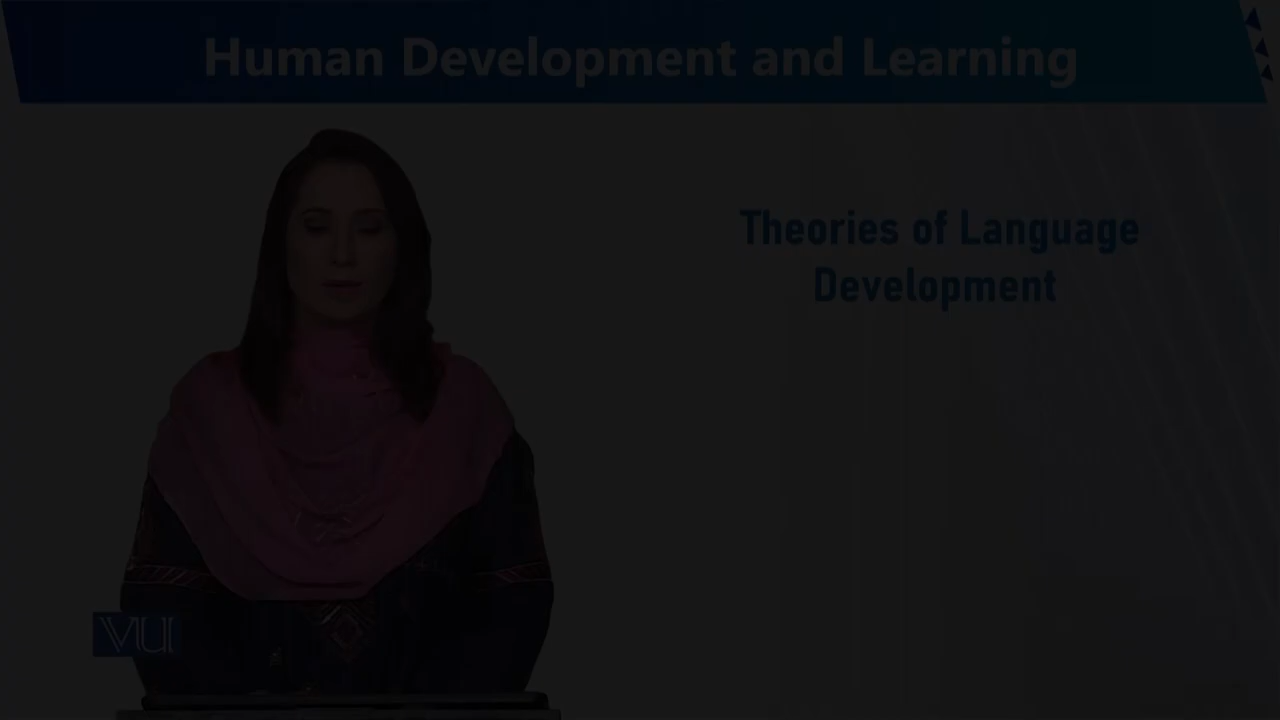 Human Development and Learning
Theories of Language
Development
VU